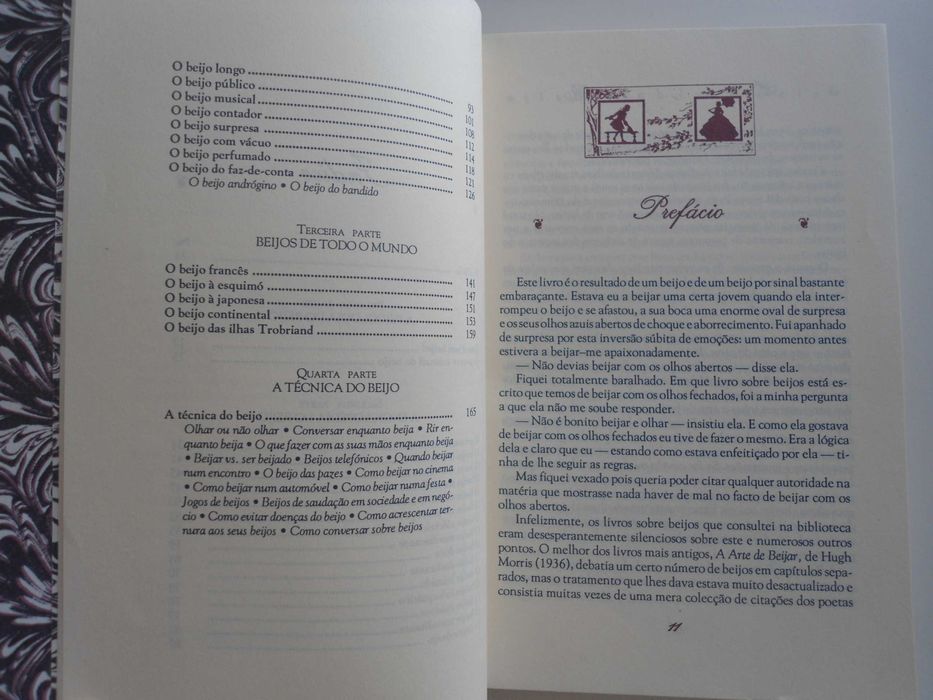 O beijo longo ........ 93
O beijo público ........ 101
O beijo musical ........ 108
O beijo contador ........ 112
O beijo surpresa ........ 114
O beijo com vácuo ........ 118
O beijo perfumado ........ 121
O beijo do faz-de-conta ........ 126
O beijo andrógino • O beijo do bandido
TERCEIRA PARTE
BEIJOS DE TODO O MUNDO
O beijo francês ........ 141
O beijo à esquimó ........ 147
O beijo à japonesa ........ 151
O beijo continental ........ 153
O beijo das ilhas Trobriand ........ 159
QUARTA PARTE
A TÉCNICA DO BEIJO
A técnica do beijo ........ 165
Olhar ou não olhar • Conversar enquanto beija • Rir en-
quanto beija • O que fazer com as suas mãos enquanto beija
• Beijar vs. ser beijado • Beijos telefónicos • Quando beijar
num encontro • O beijo das pazes • Como beijar no cinema
• Como beijar num automóvel • Como beijar numa festa •
Jogos de beijos • Beijos de saudação em sociedade e em negó-
cio • Como evitar doenças do beijo • Como acrescentar ter-
nura aos seus beijos • Como conversar sobre beijos
Prefácio
Este livro é o resultado de um beijo e de um beijo por sinal bastante
embaraçante. Estava eu a beijar uma certa jovem quando ela inter-
rompeu o beijo e se afastou, a sua boca uma enorme oval de surpresa
e os seus olhos azuis abertos de choque e aborrecimento. Fui apanhado
de surpresa por esta inversão súbita de emoções: um momento antes
estivera a beijar-me apaixonadamente.
— Não devias beijar com os olhos abertos — disse ela.
Fiquei totalmente baralhado. Em que livro sobre beijos está es-
crito que temos de beijar com os olhos fechados, foi a minha pergunta
a que ela não me soube responder.
— Não é bonito beijar e olhar — insistiu ela. E como ela gostava
de beijar com os olhos fechados eu tive de fazer o mesmo. Era a lógica
dela e claro que eu — estando como estava enfeitiçado por ela — ti-
nha de lhe seguir as regras.
Mas fiquei vexado pois queria poder citar qualquer autoridade na
matéria que mostrasse nada haver de mal no facto de beijar com os
olhos abertos.
Infelizmente, os livros sobre beijos que consultei na biblioteca
eram desesperantemente silenciosos sobre este e numerosos outros
pontos. O melhor dos livros mais antigos, A Arte de Beijar, de Hugh
Morris (1936), debatía um certo número de beijos em capítulos sepa-
rados, mas o tratamento que lhes dava estava muito desactualizado e
consistia muitas vezes de uma mera colecção de citações dos poetas
11